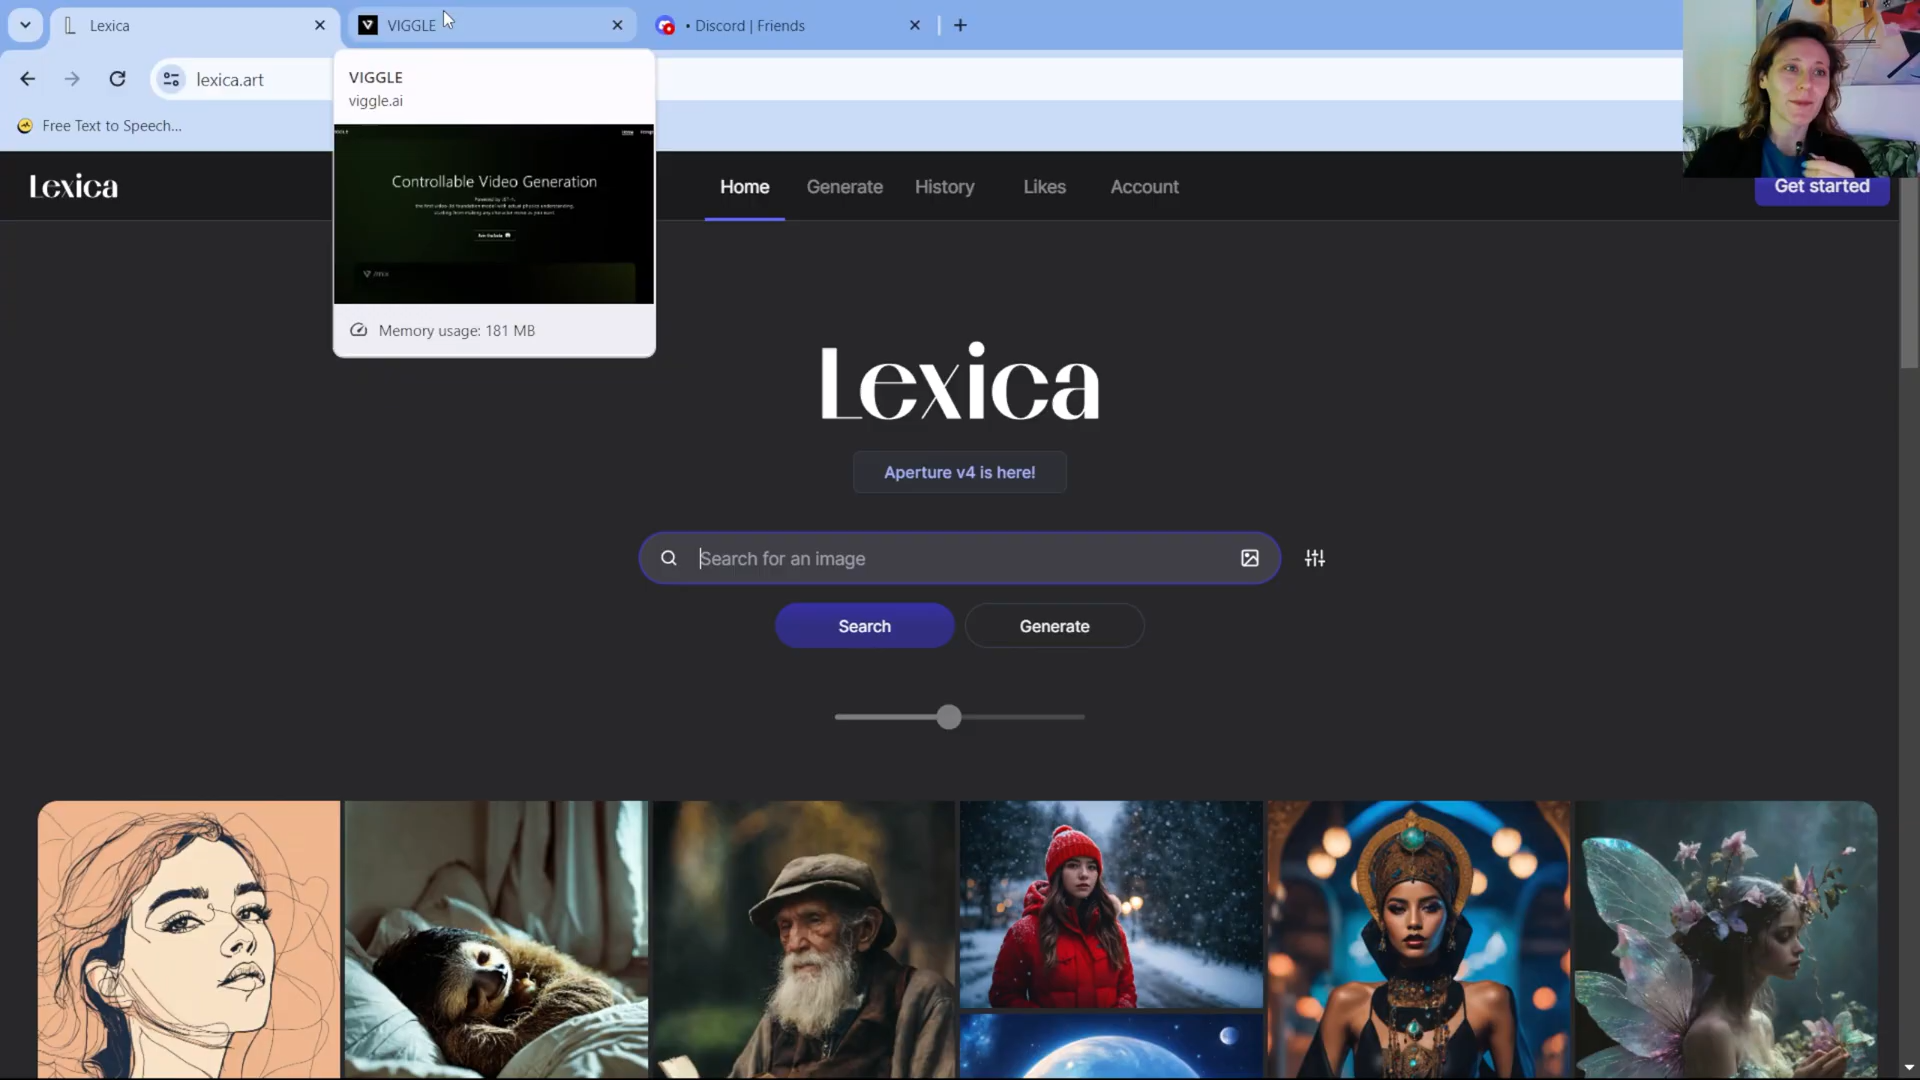 Lexica
VIGGLE
• Discord | Friends
lexica.art
VIGGLE
viggle.ai
Free Text to Speech...
Controllable Video Generation
Memory usage: 181 MB
Lexica
Home
Generate
History
Likes
Account
Get started
Lexica
Aperture v4 is here!
Search for an image
Search
Generate